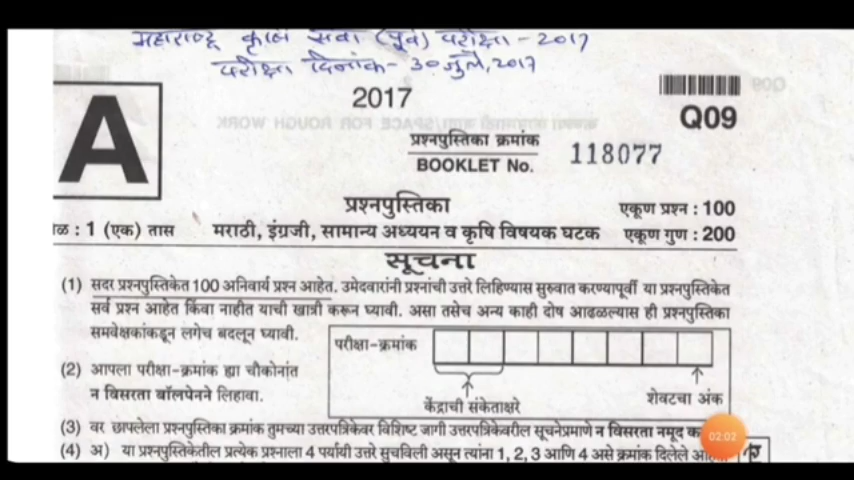 महाराष्ट्र कृषि सेवा (पूर्व) परीक्षा - 2017
परीक्षा दिनांक - 30 जुलै, 2017
2017
A
Q09
प्रश्नपुस्तिका क्रमांक
BOOKLET No. 118077
प्रश्नपुस्तिका
एकूण प्रश्न : 100
ळ : 1 (एक) तास मराठी, इंग्रजी, सामान्य अध्ययन व कृषि विषयक घटक एकूण गुण : 200
सूचना
(1) सदर प्रश्नपुस्तिकेत 100 अनिवार्य प्रश्न आहेत. उमेदवारांनी प्रश्नांची उत्तरे लिहिण्यास सुरुवात करण्यापूर्वी या प्रश्नपुस्तिकेत
सर्व प्रश्न आहेत किंवा नाहीत याची खात्री करून घ्यावी. असा तसेच अन्य काही दोष आढळल्यास ही प्रश्नपुस्तिका
समवेक्षकांकडून लगेच बदलून घ्यावी.
परीक्षा-क्रमांक
(2) आपला परीक्षा-क्रमांक ह्या चौकोनांत
न विसरता बॉलपेनने लिहावा.
केंद्राची संकेताक्षरे
शेवटचा अंक
(3) वर छापलेला प्रश्नपुस्तिका क्रमांक तुमच्या उत्तरपत्रिकेवर विशिष्ट जागी उत्तरपत्रिकेवरील सूचनेप्रमाणे न विसरता नमूद क
02:02
(4) अ) या प्रश्नपुस्तिकेतील प्रत्येक प्रश्नाला 4 पर्यायी उत्तरे सुचविली असून त्यांना 1, 2, 3 आणि 4 असे क्रमांक दिलेले